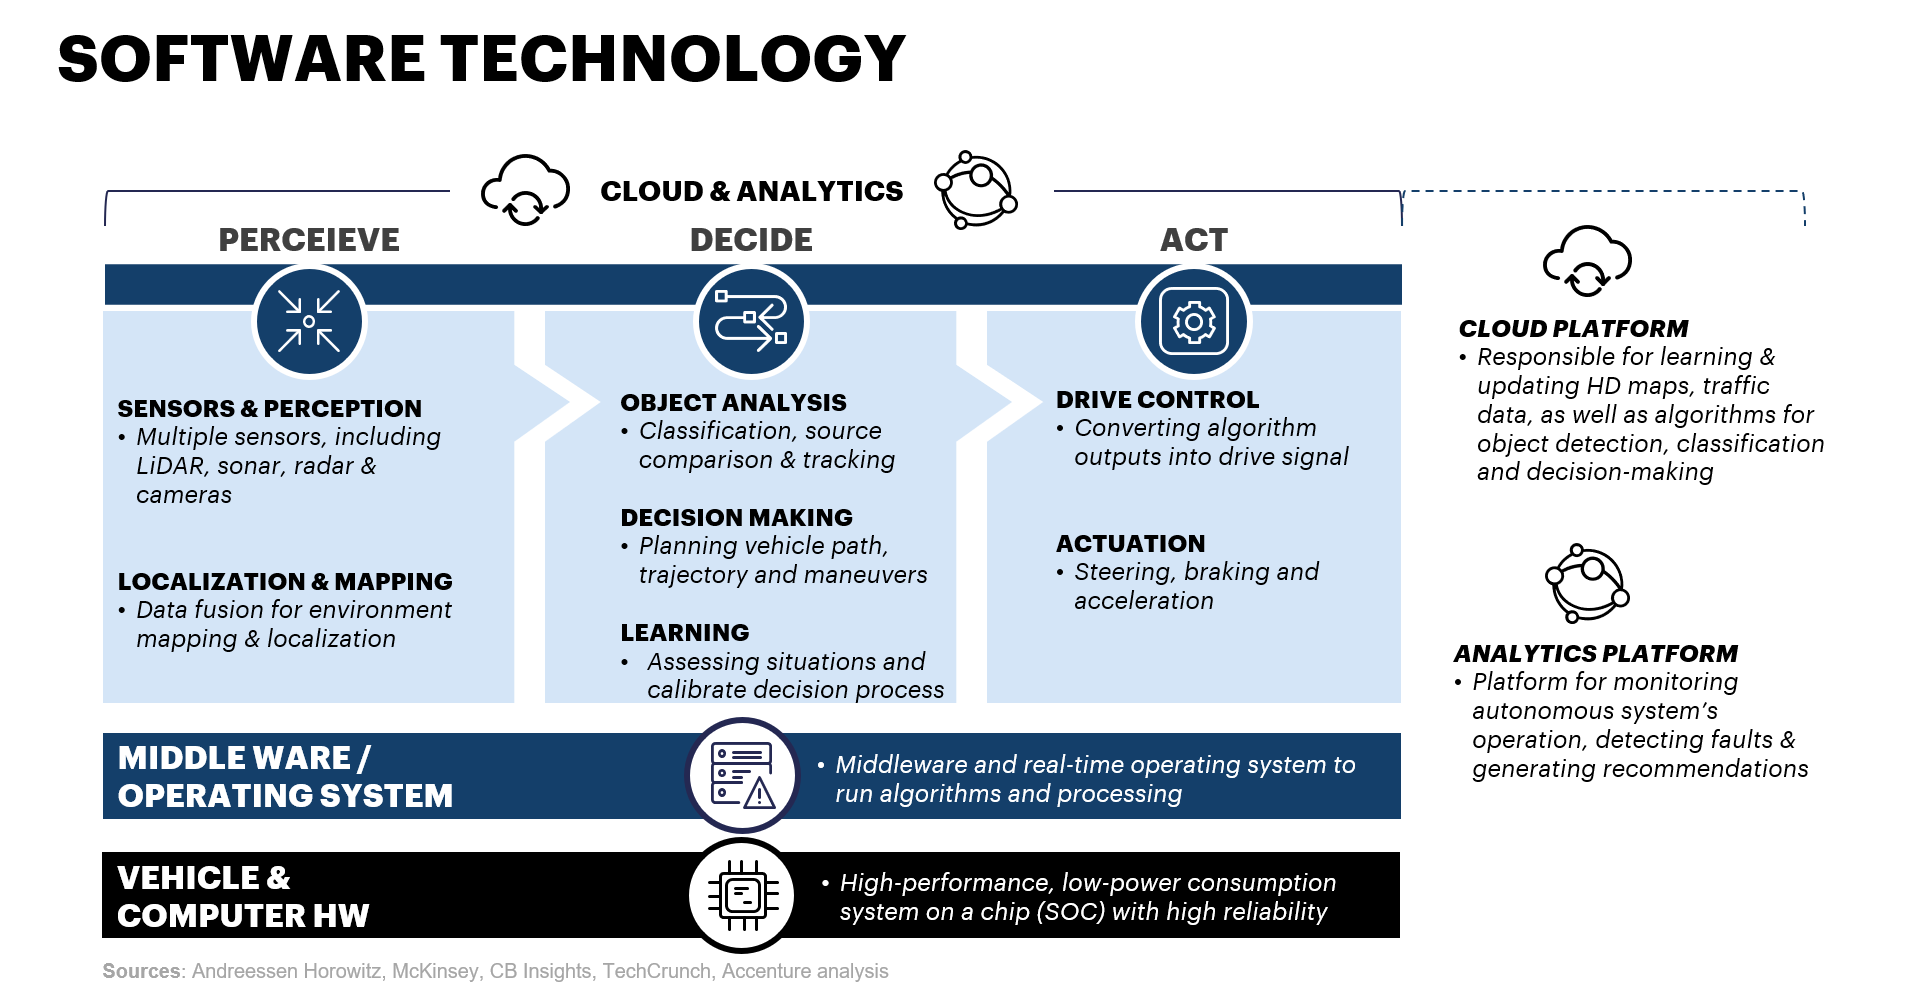 SOFTWARE TECHNOLOGY
CLOUD & ANALYTICS
PERCEIEVE
DECIDE
ACT
SENSORS & PERCEPTION
• Multiple sensors, including
LiDAR, sonar, radar &
cameras
LOCALIZATION & MAPPING
• Data fusion for environment
mapping & localization
OBJECT ANALYSIS
• Classification, source
comparison & tracking
DECISION MAKING
• Planning vehicle path,
trajectory and maneuvers
LEARNING
• Assessing situations and
calibrate decision process
DRIVE CONTROL
• Converting algorithm
outputs into drive signal
ACTUATION
• Steering, braking and
acceleration
CLOUD PLATFORM
• Responsible for learning &
updating HD maps, traffic
data, as well as algorithms for
object detection, classification
and decision-making
ANALYTICS PLATFORM
• Platform for monitoring
autonomous system's
operation, detecting faults &
generating recommendations
MIDDLE WARE /
OPERATING SYSTEM
• Middleware and real-time operating system to
run algorithms and processing
VEHICLE &
COMPUTER HW
• High-performance, low-power consumption
system on a chip (SOC) with high reliability
Sources: Andreessen Horowitz, McKinsey, CB Insights, TechCrunch, Accenture analysis